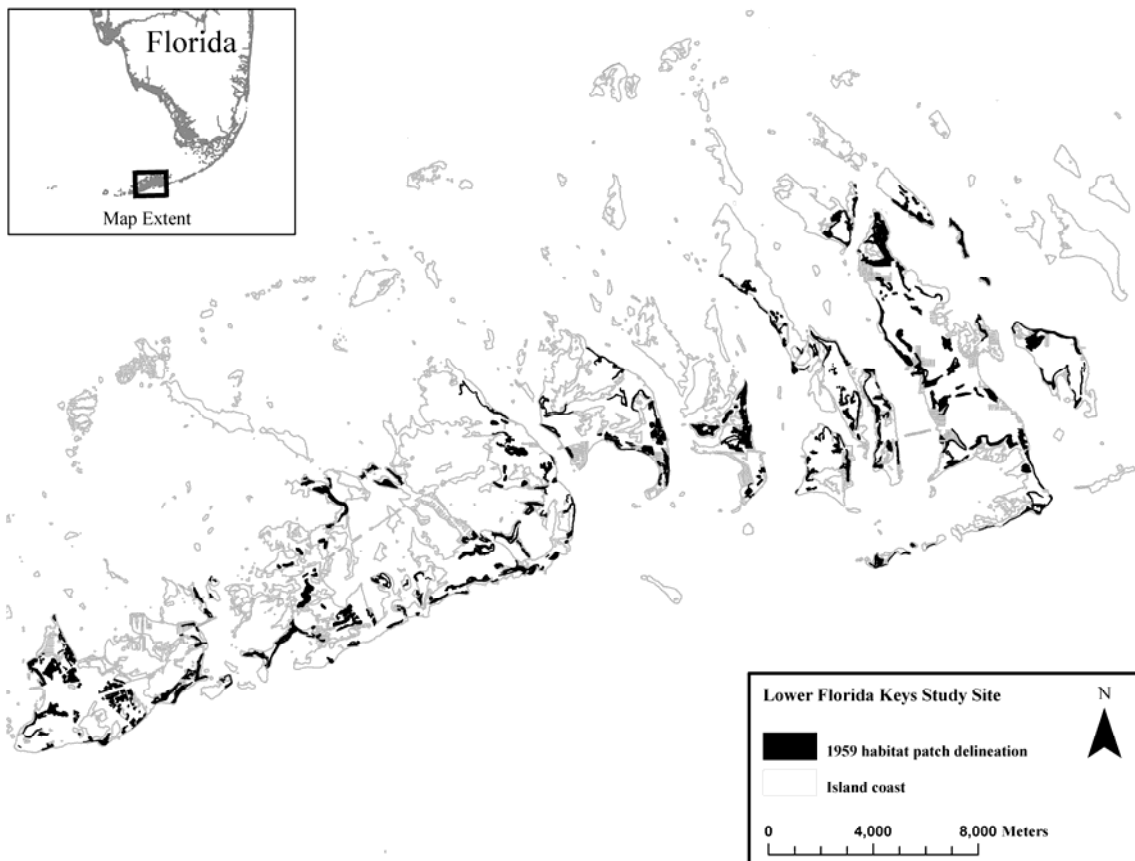 Florida
Map Extent
Lower Florida Keys Study Site
N
1959 habitat patch delineation
Island coast
0 4,000 8,000 Meters